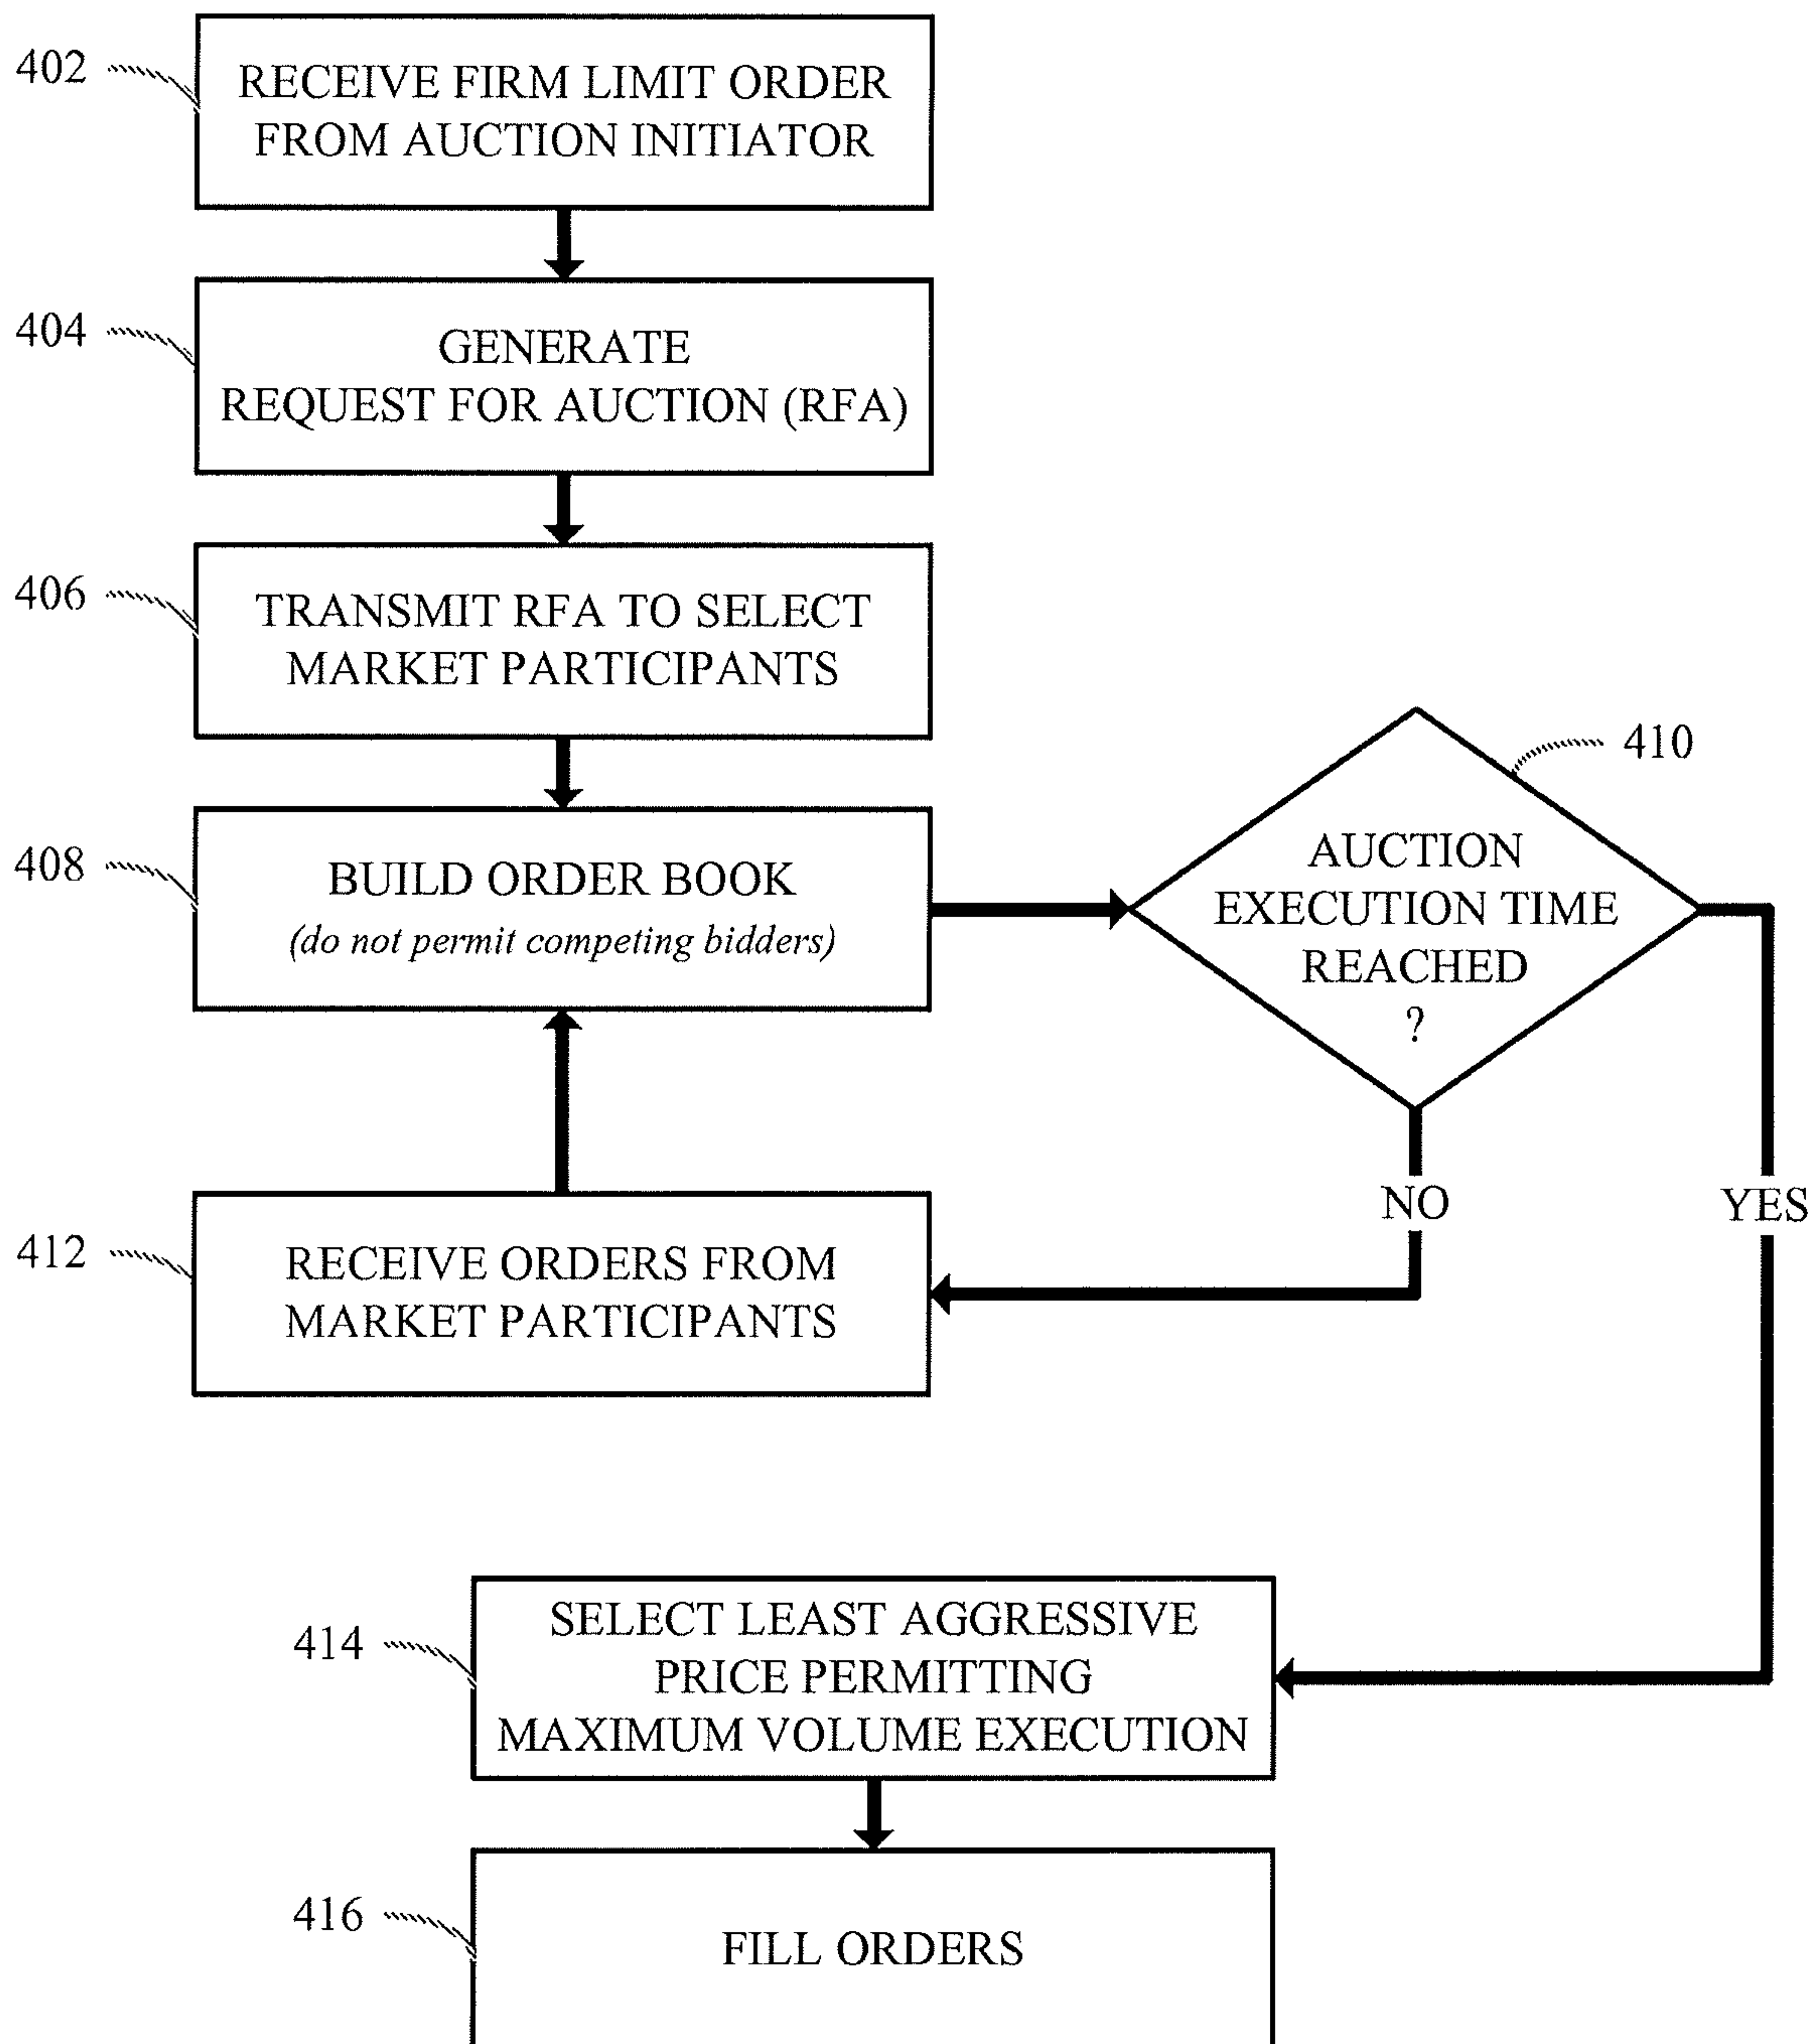 402
RECEIVE FIRM LIMIT ORDER
FROM AUCTION INITIATOR
404
GENERATE
REQUEST FOR AUCTION (RFA)
406
TRANSMIT RFA TO SELECT
MARKET PARTICIPANTS
408
BUILD ORDER BOOK
(do not permit competing bidders)
410
AUCTION
EXECUTION TIME
REACHED
?
NO
YES
412
RECEIVE ORDERS FROM
MARKET PARTICIPANTS
414
SELECT LEAST AGGRESSIVE
PRICE PERMITTING
MAXIMUM VOLUME EXECUTION
416
FILL ORDERS